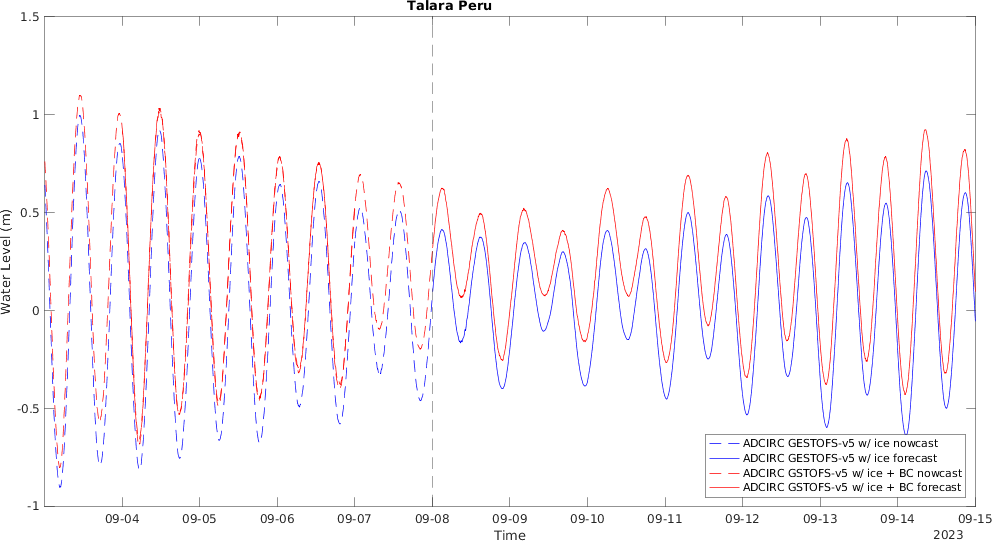 Talara Peru
Water Level (m)
1.5
1
0.5
0
-0.5
-1
09-04 09-05 09-06 09-07 09-08 09-09 09-10 09-11 09-12 09-13 09-14 09-15
Time
2023
ADCIRC GESTOFS-v5 w/ ice nowcast
ADCIRC GESTOFS-v5 w/ ice forecast
ADCIRC GSTOFS-v5 w/ ice + BC nowcast
ADCIRC GSTOFS-v5 w/ ice + BC forecast